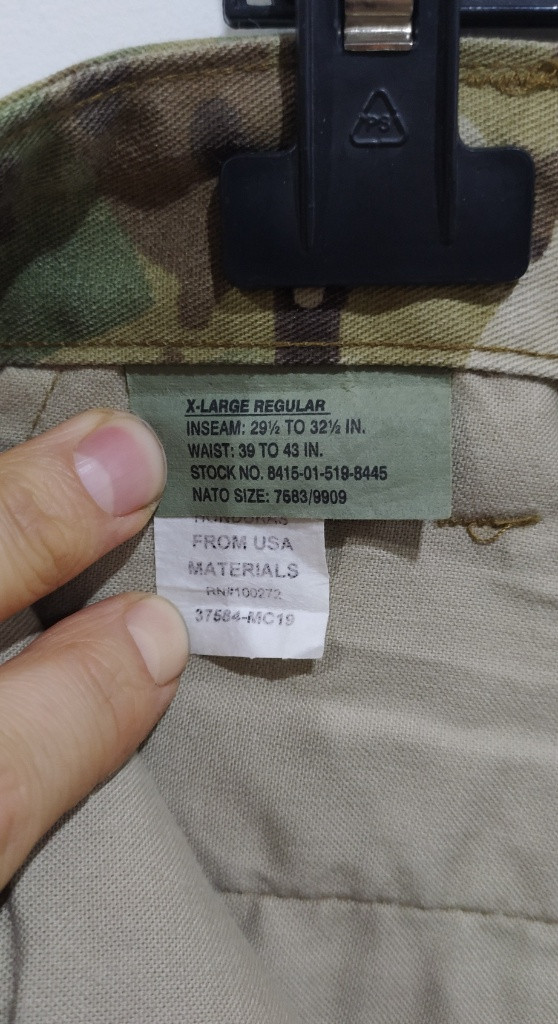 PS
X-LARGE REGULAR
INSEAM: 29½ TO 32½ IN.
WAIST: 39 TO 43 IN.
STOCK NO. 8415-01-519-8445
NATO SIZE: 7583/9909
HONDURAS
FROM USA
MATERIALS
RN#100272
37584-MC19